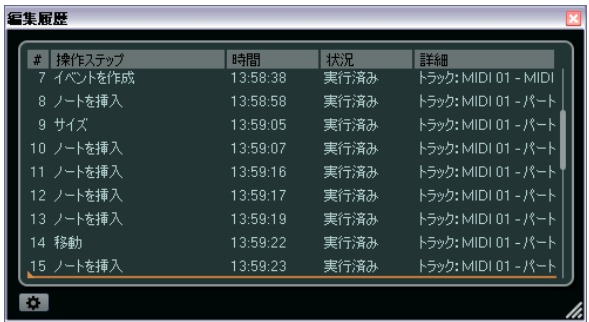 編集履歴
# 操作ステップ 時間 状況 詳細
7 イベントを作成 13:58:38 実行済み トラック: MIDI 01 - MIDI
8 ノートを挿入 13:58:58 実行済み トラック: MIDI 01 - パート
9 サイズ 13:59:05 実行済み トラック: MIDI 01 - パート
10 ノートを挿入 13:59:07 実行済み トラック: MIDI 01 - パート
11 ノートを挿入 13:59:16 実行済み トラック: MIDI 01 - パート
12 ノートを挿入 13:59:17 実行済み トラック: MIDI 01 - パート
13 ノートを挿入 13:59:19 実行済み トラック: MIDI 01 - パート
14 移動 13:59:22 実行済み トラック: MIDI 01 - パート
15 ノートを挿入 13:59:23 実行済み トラック: MIDI 01 - パート